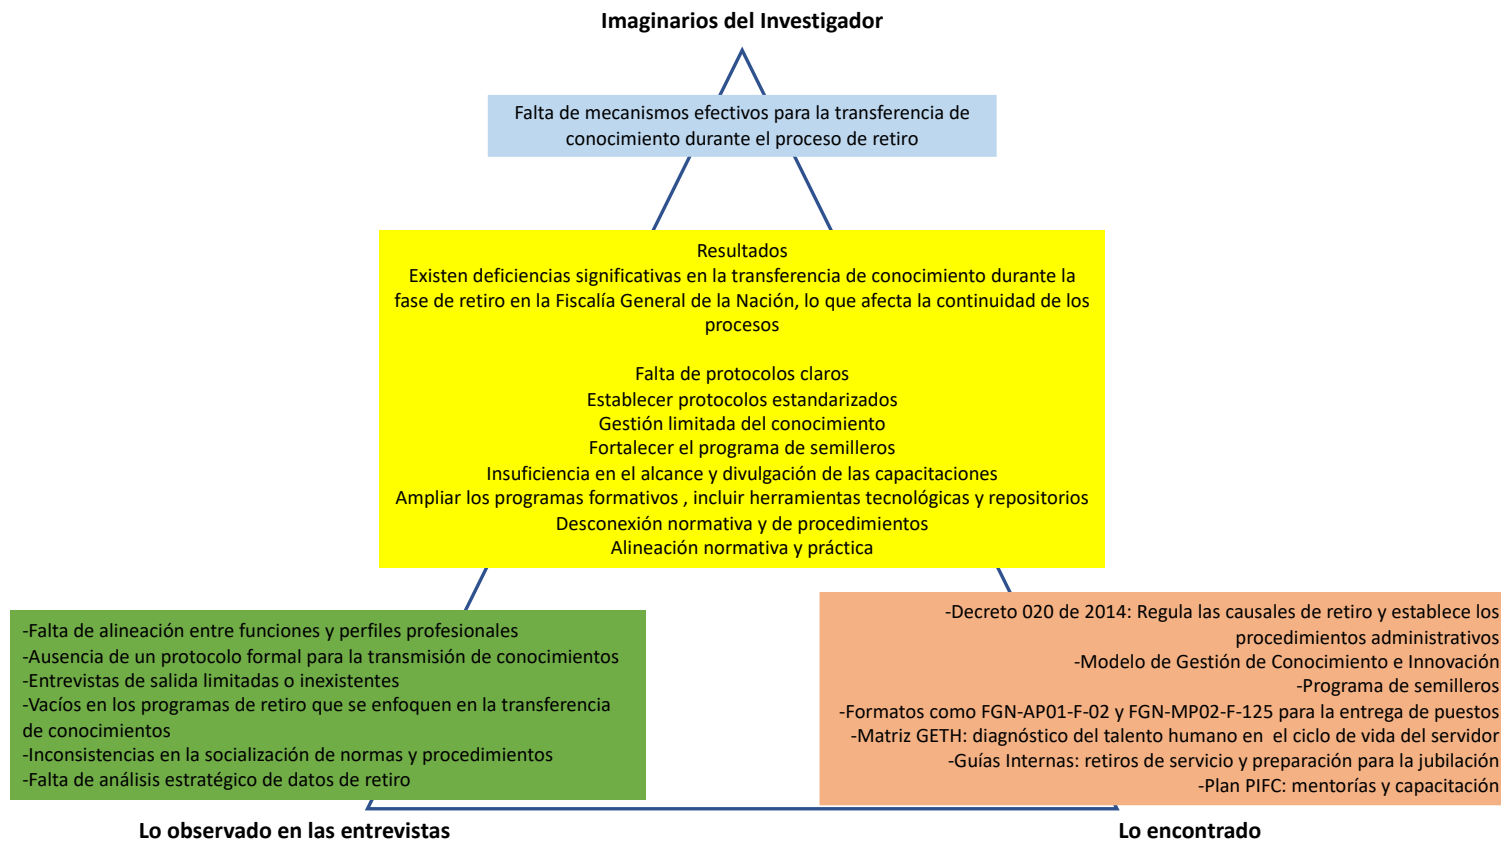 Imaginarios del Investigador
Falta de mecanismos efectivos para la transferencia de
conocimiento durante el proceso de retiro
Resultados
Existen deficiencias significativas en la transferencia de conocimiento durante la
fase de retiro en la Fiscalía General de la Nación, lo que afecta la continuidad de los
procesos
Falta de protocolos claros
Establecer protocolos estandarizados
Gestión limitada del conocimiento
Fortalecer el programa de semilleros
Insuficiencia en el alcance y divulgación de las capacitaciones
Ampliar los programas formativos , incluir herramientas tecnológicas y repositorios
Desconexión normativa y de procedimientos
Alineación normativa y práctica
-Falta de alineación entre funciones y perfiles profesionales
-Ausencia de un protocolo formal para la transmisión de conocimientos
-Entrevistas de salida limitadas o inexistentes
-Vacíos en los programas de retiro que se enfoquen en la transferencia
de conocimientos
-Inconsistencias en la socialización de normas y procedimientos
-Falta de análisis estratégico de datos de retiro
-Decreto 020 de 2014: Regula las causales de retiro y establece los
procedimientos administrativos
-Modelo de Gestión de Conocimiento e Innovación
-Programa de semilleros
-Formatos como FGN-AP01-F-02 y FGN-MP02-F-125 para la entrega de puestos
-Matriz GETH: diagnóstico del talento humano en  el ciclo de vida del servidor
-Guías Internas: retiros de servicio y preparación para la jubilación
-Plan PIFC: mentorías y capacitación
Lo observado en las entrevistas
Lo encontrado